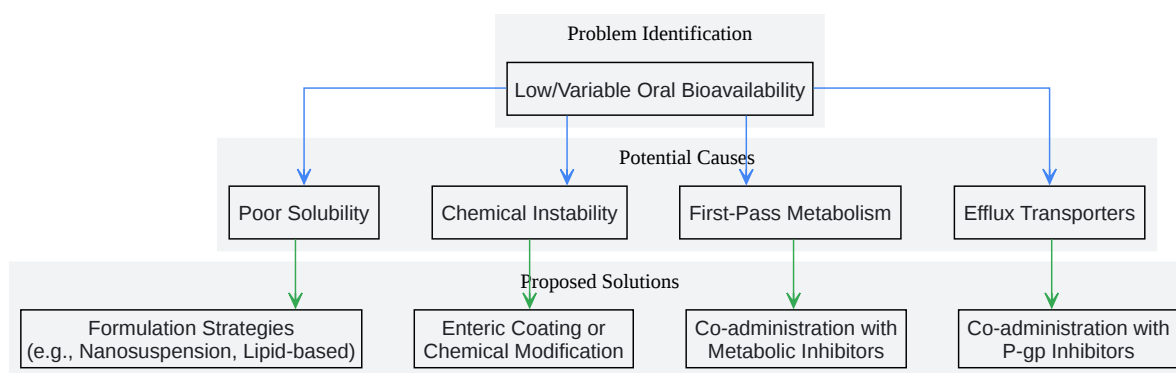 Problem Identification
Low/Variable Oral Bioavailability
Potential Causes
Poor Solubility
Chemical Instability
First-Pass Metabolism
Efflux Transporters
Proposed Solutions
Formulation Strategies
(e.g., Nanosuspension, Lipid-based)
Enteric Coating or
Chemical Modification
Co-administration with
Metabolic Inhibitors
Co-administration with
P-gp Inhibitors